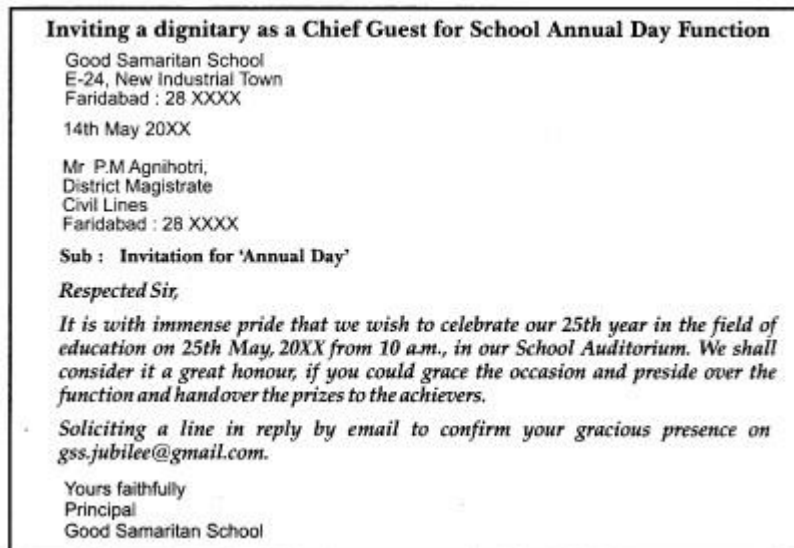 Inviting a dignitary as a Chief Guest for School Annual Day Function
Good Samaritan School
E-24, New Industrial Town
Faridabad : 28 XXXX
14th May 20XX
Mr P.M Agnihotri,
District Magistrate
Civil Lines
Faridabad : 28 XXXX
Sub : Invitation for 'Annual Day'
Respected Sir,
It is with immense pride that we wish to celebrate our 25th year in the field of
education on 25th May, 20XX from 10 a.m., in our School Auditorium. We shall
consider it a great honour, if you could grace the occasion and preside over the
function and handover the prizes to the achievers.
Soliciting a line in reply by email to confirm your gracious presence on
gss.jubilee@gmail.com.
Yours faithfully
Principal
Good Samaritan School